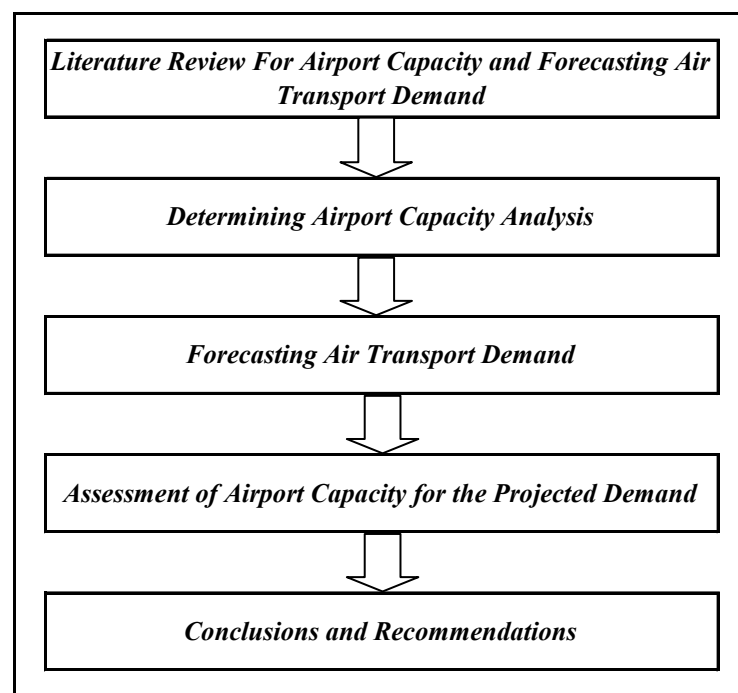 Literature Review For Airport Capacity and Forecasting Air
Transport Demand
Determining Airport Capacity Analysis
Forecasting Air Transport Demand
Assessment of Airport Capacity for the Projected Demand
Conclusions and Recommendations